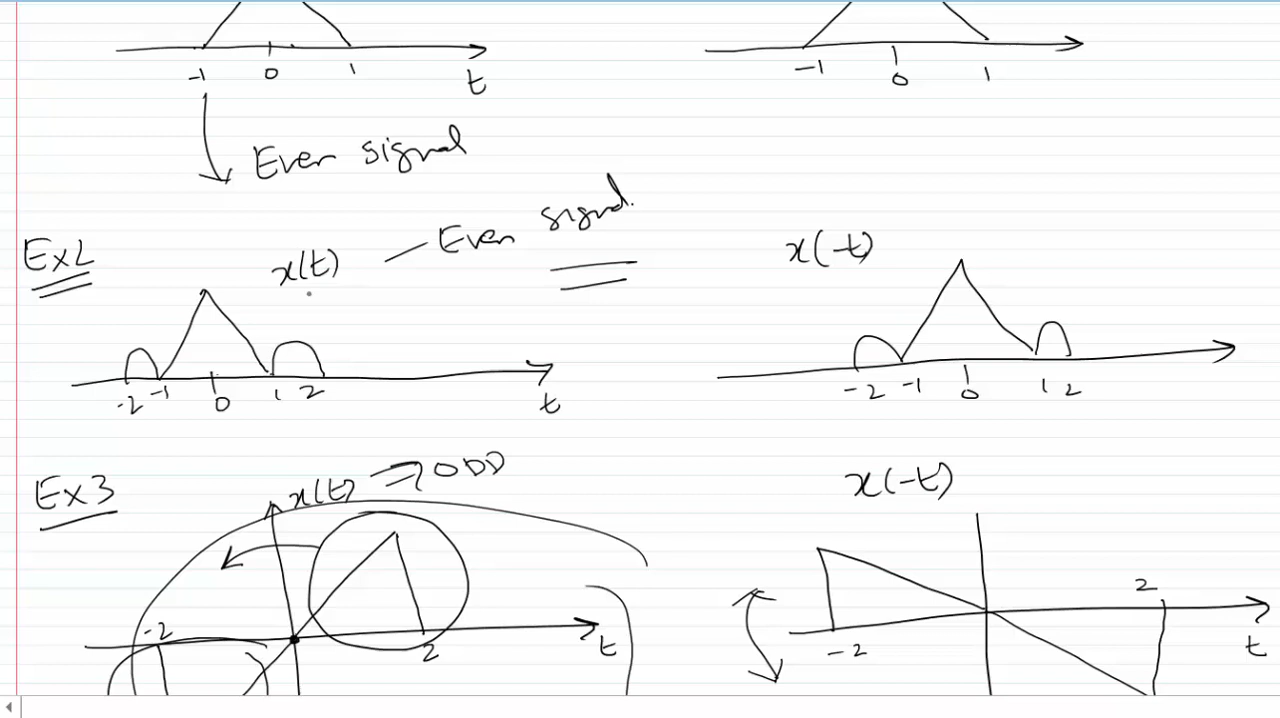 -1 0 1 t
-1 0 1
Even signal
Ex2 x(t) — Even signal.
x(-t)
-2 -1 0 1 2 t
-2 -1 0 1 2
Ex3 x(t) ⇒ ODD
x(-t)
-2 2 t
-2 2 t